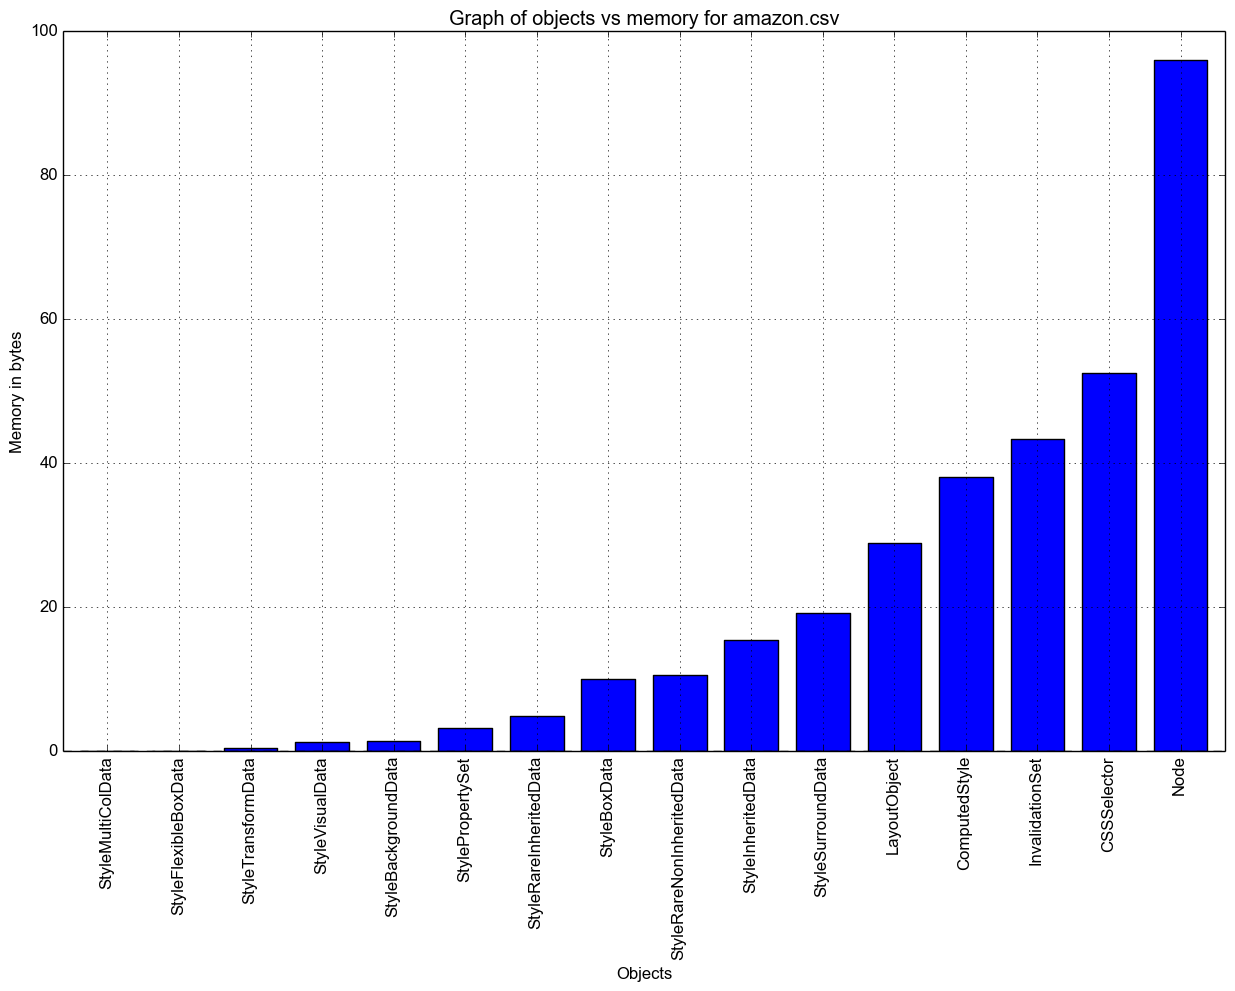 Graph of objects vs memory for amazon.csv
100
80
60
40
20
0
Memory in bytes
StyleMultiColData
StyleFlexibleBoxData
StyleTransformData
StyleVisualData
StyleBackgroundData
StylePropertySet
StyleRareInheritedData
StyleBoxData
StyleRareNonInheritedData
StyleInheritedData
StyleSurroundData
LayoutObject
ComputedStyle
InvalidationSet
CSSSelector
Node
Objects